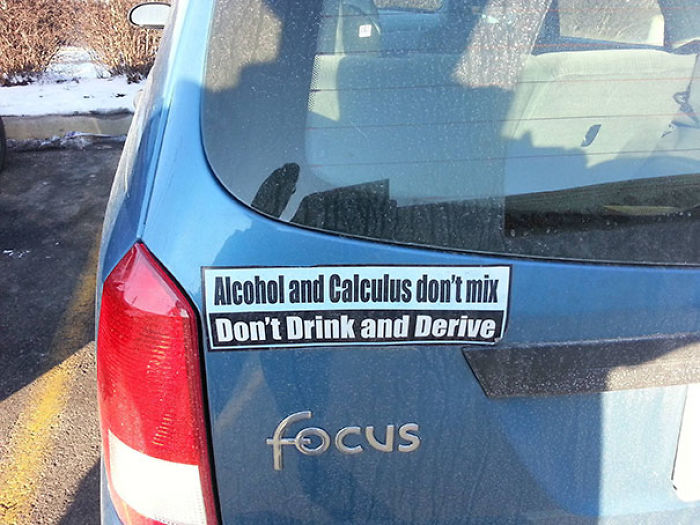 Alcohol and Calculus don't mix
Don't Drink and Derive
focus